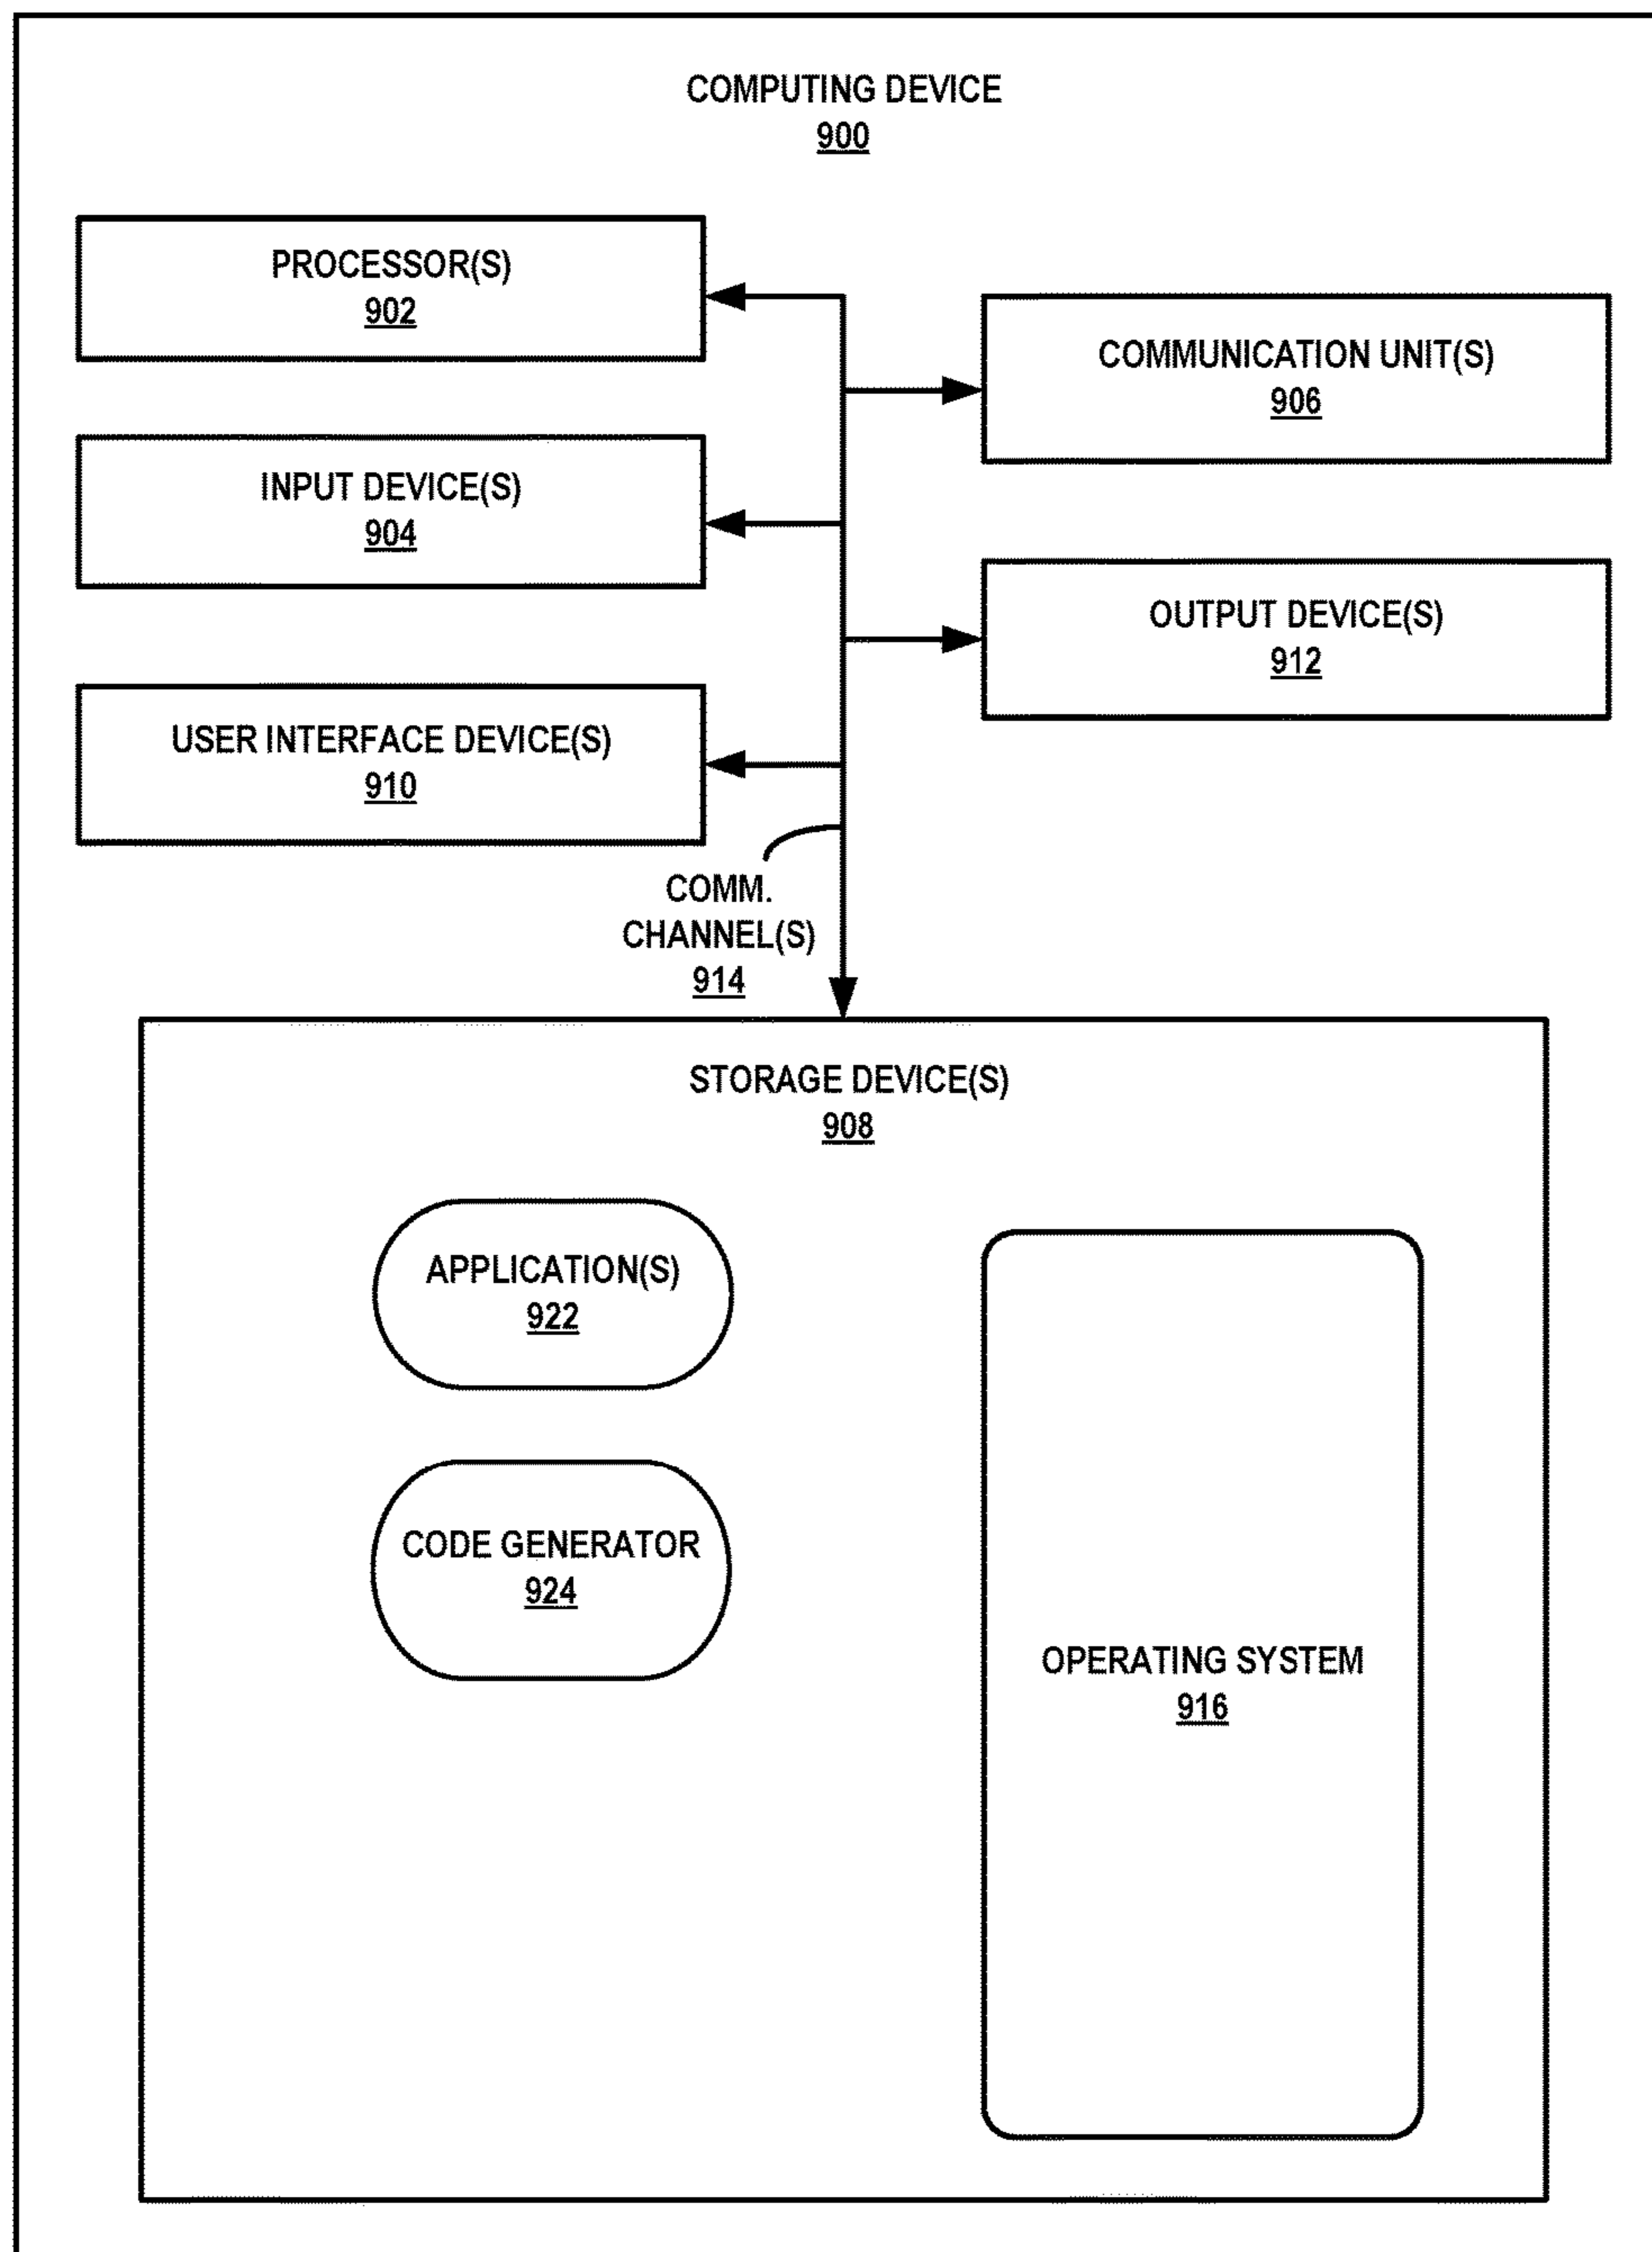 COMPUTING DEVICE
900
PROCESSOR(S)
902
COMMUNICATION UNIT(S)
906
INPUT DEVICE(S)
904
OUTPUT DEVICE(S)
912
USER INTERFACE DEVICE(S)
910
COMM.
CHANNEL(S)
914
STORAGE DEVICE(S)
908
APPLICATION(S)
922
CODE GENERATOR
924
OPERATING SYSTEM
916